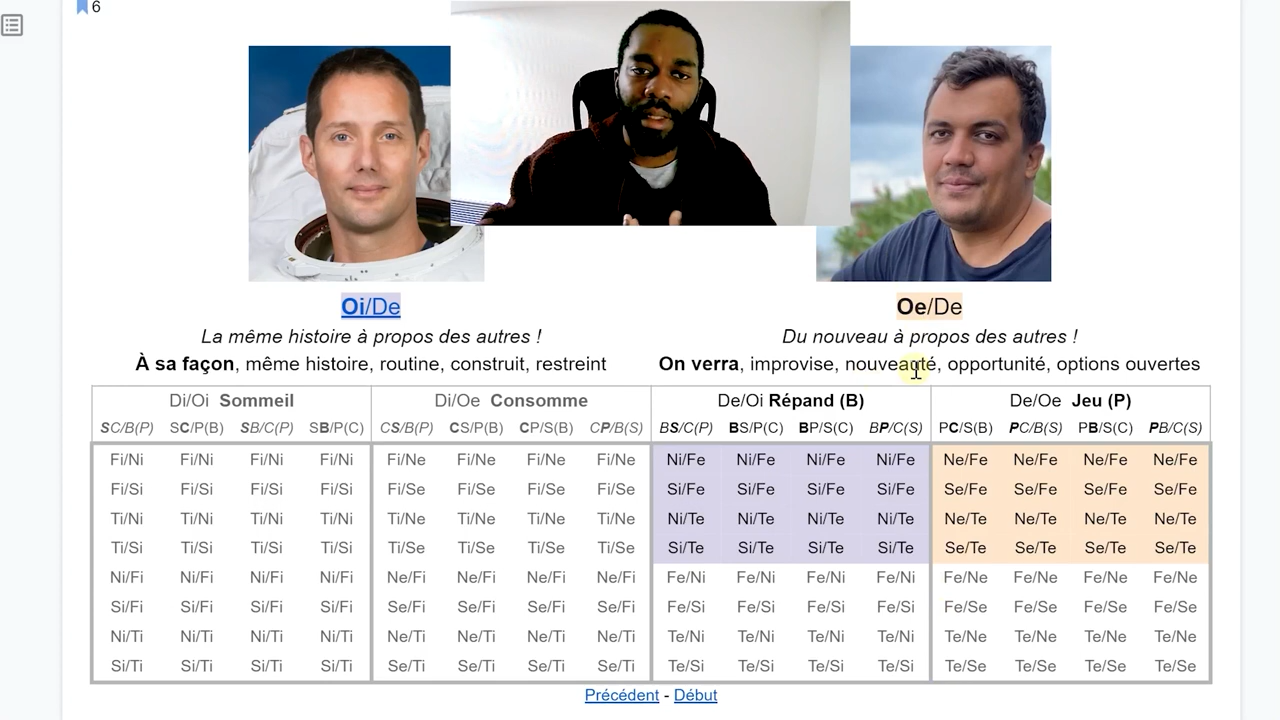 6
Oi/De
Oe/De
La même histoire à propos des autres !
Du nouveau à propos des autres !
À sa façon, même histoire, routine, construit, restreint
On verra, improvise, nouveauté, opportunité, options ouvertes
Di/Oi Sommeil Di/Oe Consomme De/Oi Répand (B) De/Oe Jeu (P)
SC/B(P) SC/P(B) SB/C(P) SB/P(C) CS/B(P) CS/P(B) CP/S(B) CP/B(S) BS/C(P) BS/P(C) BP/S(C) BP/C(S) PC/S(B) PC/B(S) PB/S(C) PB/C(S)
Fi/Ni Fi/Ni Fi/Ni Fi/Ni Fi/Ne Fi/Ne Fi/Ne Fi/Ne Ni/Fe Ni/Fe Ni/Fe Ni/Fe Ne/Fe Ne/Fe Ne/Fe Ne/Fe
Fi/Si Fi/Si Fi/Si Fi/Si Fi/Se Fi/Se Fi/Se Fi/Se Si/Fe Si/Fe Si/Fe Si/Fe Se/Fe Se/Fe Se/Fe Se/Fe
Ti/Ni Ti/Ni Ti/Ni Ti/Ni Ti/Ne Ti/Ne Ti/Ne Ti/Ne Ni/Te Ni/Te Ni/Te Ni/Te Ne/Te Ne/Te Ne/Te Ne/Te
Ti/Si Ti/Si Ti/Si Ti/Si Ti/Se Ti/Se Ti/Se Ti/Se Si/Te Si/Te Si/Te Si/Te Se/Te Se/Te Se/Te Se/Te
Ni/Fi Ni/Fi Ni/Fi Ni/Fi Ne/Fi Ne/Fi Ne/Fi Ne/Fi Fe/Ni Fe/Ni Fe/Ni Fe/Ni Fe/Ne Fe/Ne Fe/Ne Fe/Ne
Si/Fi Si/Fi Si/Fi Si/Fi Se/Fi Se/Fi Se/Fi Se/Fi Fe/Si Fe/Si Fe/Si Fe/Si Fe/Se Fe/Se Fe/Se Fe/Se
Ni/Ti Ni/Ti Ni/Ti Ni/Ti Ne/Ti Ne/Ti Ne/Ti Ne/Ti Te/Ni Te/Ni Te/Ni Te/Ni Te/Ne Te/Ne Te/Ne Te/Ne
Si/Ti Si/Ti Si/Ti Si/Ti Se/Ti Se/Ti Se/Ti Se/Ti Te/Si Te/Si Te/Si Te/Si Te/Se Te/Se Te/Se Te/Se
Précédent - Début